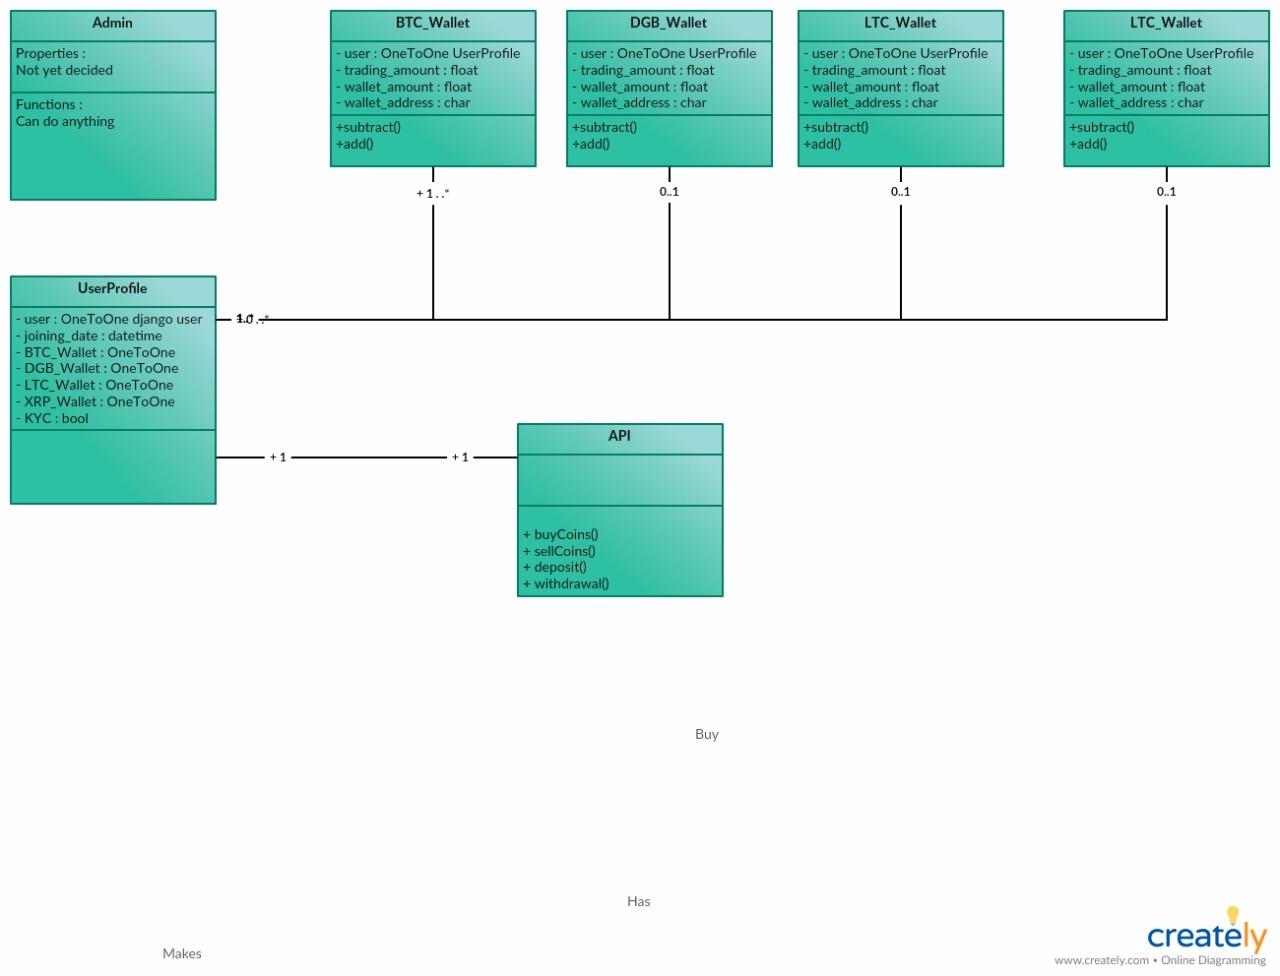 Admin
Properties :
Not yet decided
Functions :
Can do anything
BTC_Wallet
- user : OneToOne UserProfile
- trading_amount : float
- wallet_amount : float
- wallet_address : char
+subtract()
+add()
DGB_Wallet
- user : OneToOne UserProfile
- trading_amount : float
- wallet_amount : float
- wallet_address : char
+subtract()
+add()
LTC_Wallet
- user : OneToOne UserProfile
- trading_amount : float
- wallet_amount : float
- wallet_address : char
+subtract()
+add()
LTC_Wallet
- user : OneToOne UserProfile
- trading_amount : float
- wallet_amount : float
- wallet_address : char
+subtract()
+add()
+ 1 . .*
0..1
0..1
0..1
UserProfile
- user : OneToOne django user
- joining_date : datetime
- BTC_Wallet : OneToOne
- DGB_Wallet : OneToOne
- LTC_Wallet : OneToOne
- XRP_Wallet : OneToOne
- KYC : bool
+ 1
+ 1
API
+ buyCoins()
+ sellCoins()
+ deposit()
+ withdrawal()
Buy
Has
Makes
creately
www.creately.com • Online Diagramming